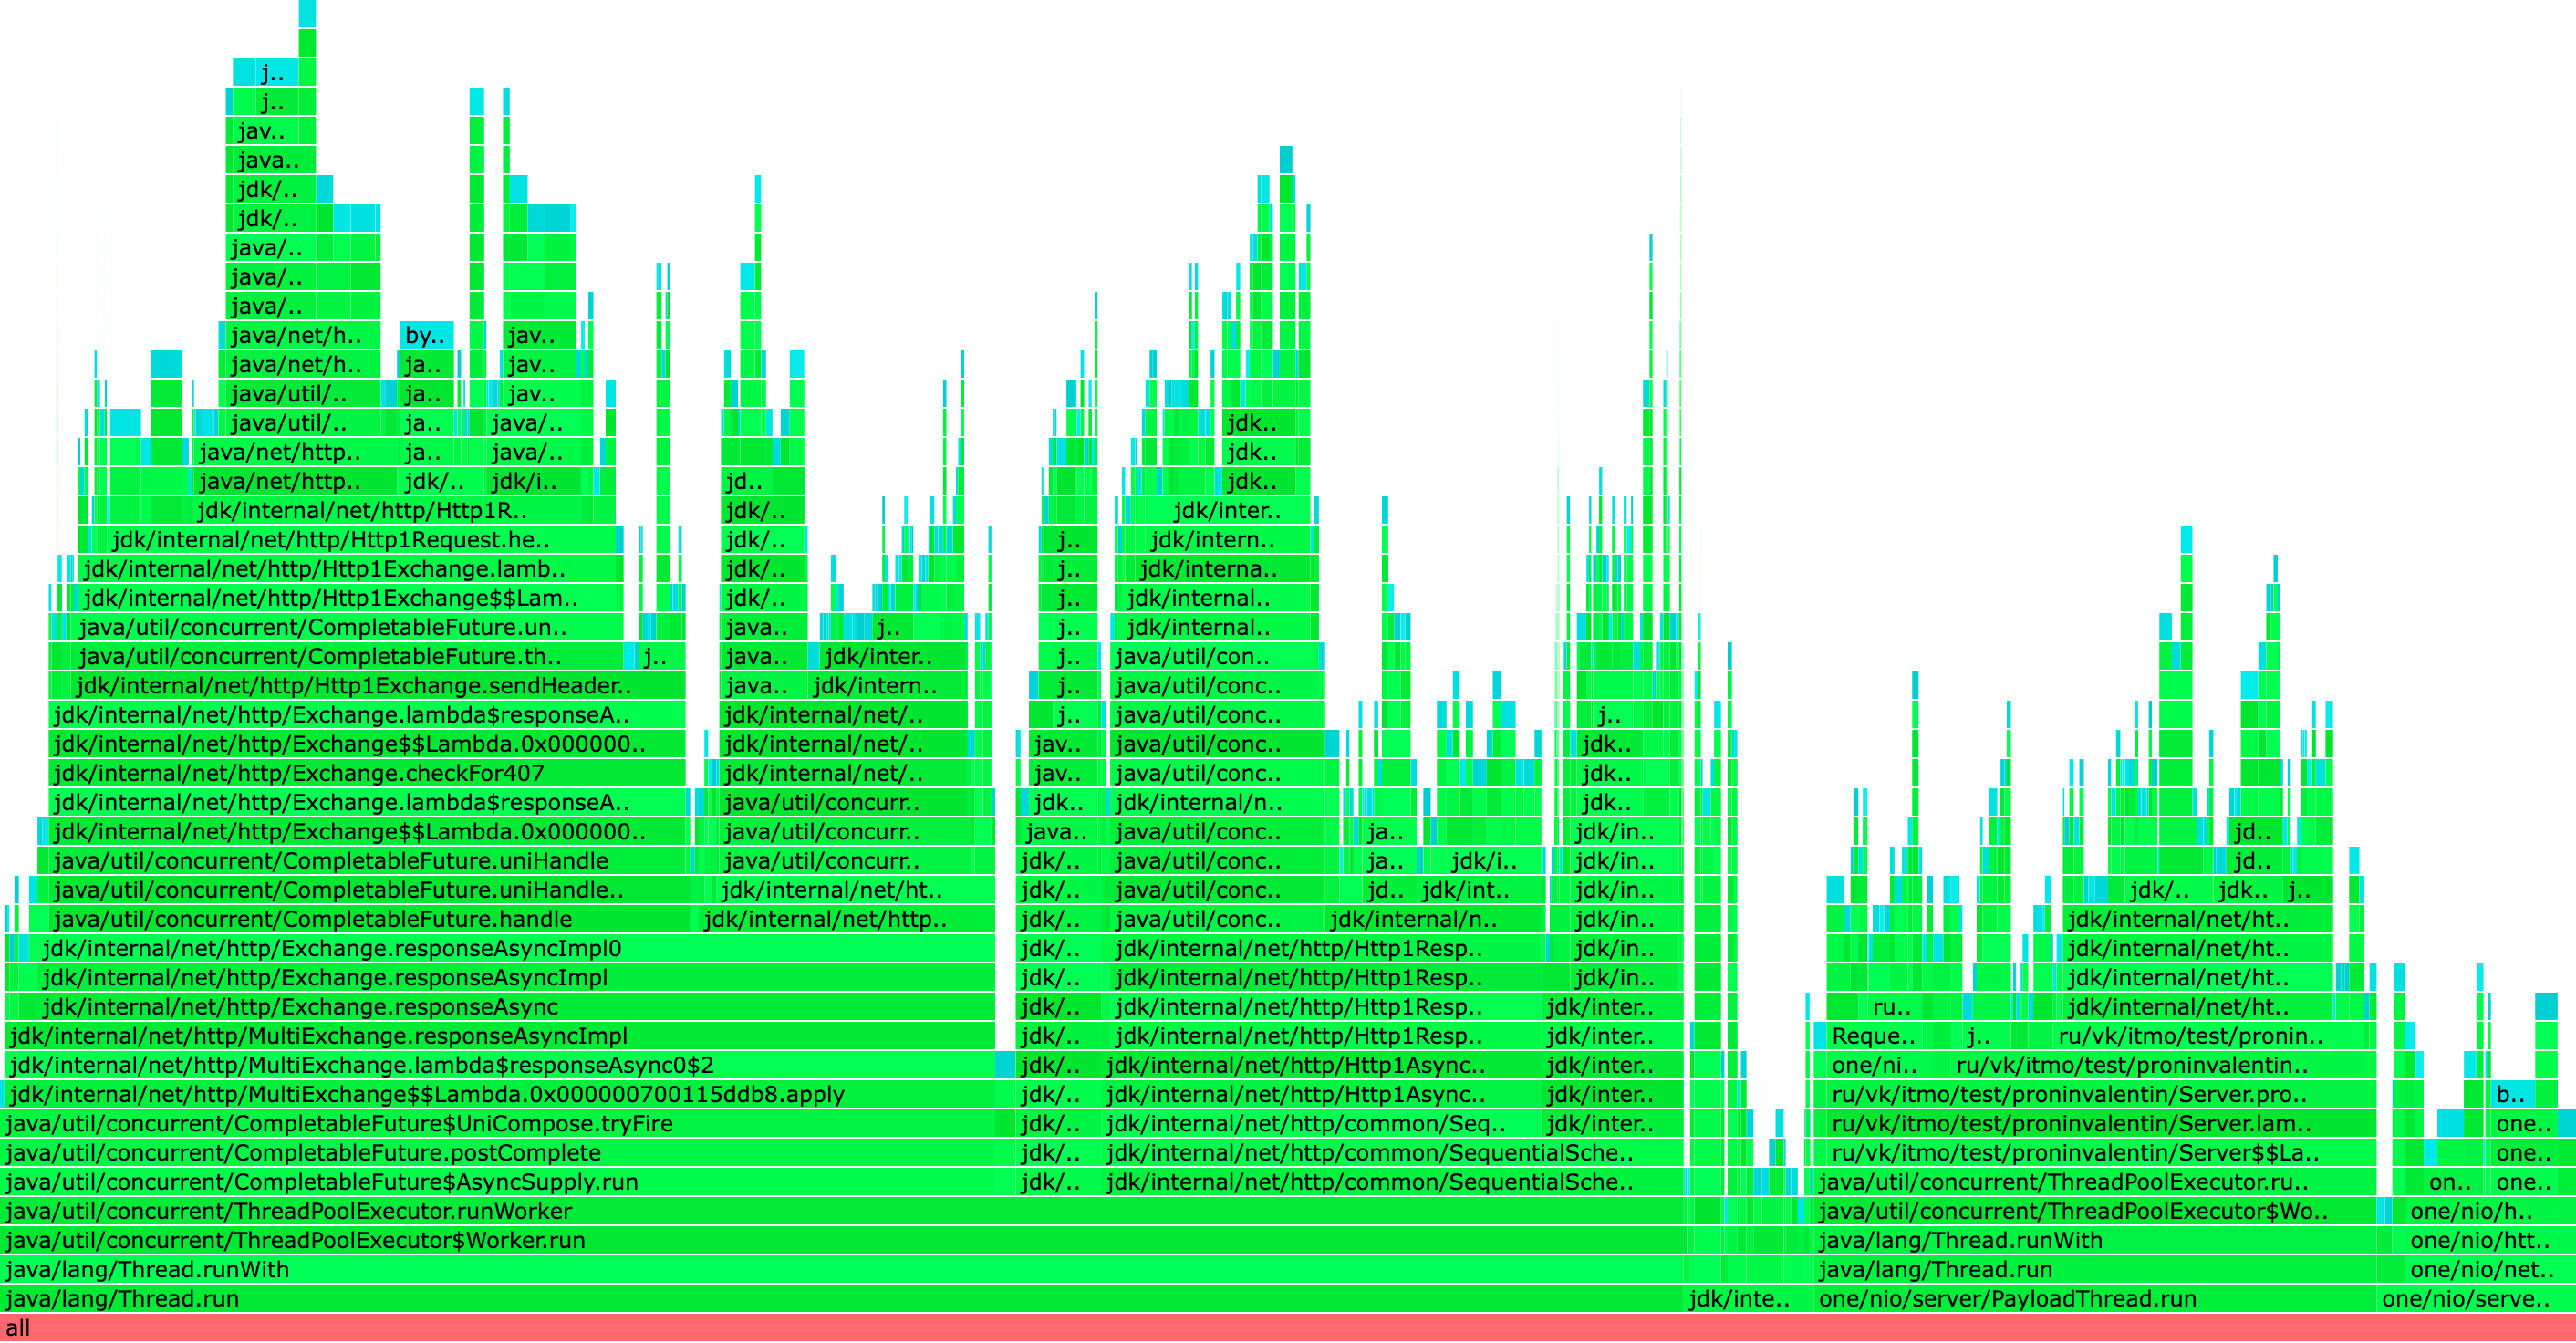 j..
j..
jav..
java..
jdk/..
jdk/..
java/..
java/..
java/..
java/net/h.. by.. jav..
java/net/h.. ja.. jav..
java/util/.. ja.. jav..
java/util/.. ja.. java/.. jdk..
java/net/http.. ja.. java/.. jdk..
java/net/http.. jdk/.. jdk/i.. jd.. jdk..
jdk/internal/net/http/Http1R.. jdk/.. jdk/inter..
jdk/internal/net/http/Http1Request.he.. jdk/.. j.. jdk/intern..
jdk/internal/net/http/Http1Exchange.lamb.. jdk/.. j.. jdk/interna..
jdk/internal/net/http/Http1Exchange$$Lam.. jdk/.. j.. jdk/internal..
java/util/concurrent/CompletableFuture.un.. java.. j.. j.. jdk/internal..
java/util/concurrent/CompletableFuture.th.. j.. java.. jdk/inter.. j.. java/util/con..
jdk/internal/net/http/Http1Exchange.sendHeader.. java.. jdk/intern.. j.. java/util/conc..
jdk/internal/net/http/Exchange.lambda$responseA.. jdk/internal/net/.. j.. java/util/conc.. j..
jdk/internal/net/http/Exchange$$Lambda.0x000000.. jdk/internal/net/.. jav.. java/util/conc.. jdk..
jdk/internal/net/http/Exchange.checkFor407 jdk/internal/net/.. jav.. java/util/conc.. jdk..
jdk/internal/net/http/Exchange.lambda$responseA.. java/util/concurr.. jdk.. jdk/internal/n.. jdk..
jdk/internal/net/http/Exchange$$Lambda.0x000000.. java/util/concurr.. java.. java/util/conc.. ja.. jdk/in.. jd..
java/util/concurrent/CompletableFuture.uniHandle java/util/concurr.. jdk/.. java/util/conc.. ja.. jdk/i.. jdk/in.. jd..
java/util/concurrent/CompletableFuture.uniHandle.. jdk/internal/net/ht.. jdk/.. java/util/conc.. jd.. jdk/int.. jdk/in.. jdk/.. jdk.. j..
java/util/concurrent/CompletableFuture.handle jdk/internal/net/http.. jdk/.. java/util/conc.. jdk/internal/n.. jdk/in.. jdk/internal/net/ht..
jdk/internal/net/http/Exchange.responseAsyncImpl0 jdk/.. jdk/internal/net/http/Http1Resp.. jdk/in.. jdk/internal/net/ht..
jdk/internal/net/http/Exchange.responseAsyncImpl jdk/.. jdk/internal/net/http/Http1Resp.. jdk/in.. jdk/internal/net/ht..
jdk/internal/net/http/Exchange.responseAsync jdk/.. jdk/internal/net/http/Http1Resp.. jdk/inter.. ru.. jdk/internal/net/ht..
jdk/internal/net/http/MultiExchange.responseAsyncImpl jdk/.. jdk/internal/net/http/Http1Resp.. jdk/inter.. Reque.. j.. ru/vk/itmo/test/pronin..
jdk/internal/net/http/MultiExchange.lambda$responseAsync0$2 jdk/.. jdk/internal/net/http/Http1Async.. jdk/inter.. one/ni.. ru/vk/itmo/test/proninvalentin..
jdk/internal/net/http/MultiExchange$$Lambda.0x000000700115ddb8.apply jdk/.. jdk/internal/net/http/Http1Async.. jdk/inter.. ru/vk/itmo/test/proninvalentin/Server.pro.. b..
java/util/concurrent/CompletableFuture$UniCompose.tryFire jdk/.. jdk/internal/net/http/common/Seq.. jdk/inter.. ru/vk/itmo/test/proninvalentin/Server.lam.. one..
java/util/concurrent/CompletableFuture.postComplete jdk/.. jdk/internal/net/http/common/SequentialSche.. ru/vk/itmo/test/proninvalentin/Server$$La.. one..
java/util/concurrent/CompletableFuture$AsyncSupply.run jdk/.. jdk/internal/net/http/common/SequentialSche.. java/util/concurrent/ThreadPoolExecutor.ru.. on.. one..
java/util/concurrent/ThreadPoolExecutor.runWorker java/util/concurrent/ThreadPoolExecutor$Wo.. one/nio/h..
java/util/concurrent/ThreadPoolExecutor$Worker.run java/lang/Thread.runWith one/nio/htt..
java/lang/Thread.runWith java/lang/Thread.run one/nio/net..
java/lang/Thread.run jdk/inte.. one/nio/server/PayloadThread.run one/nio/serve..
all